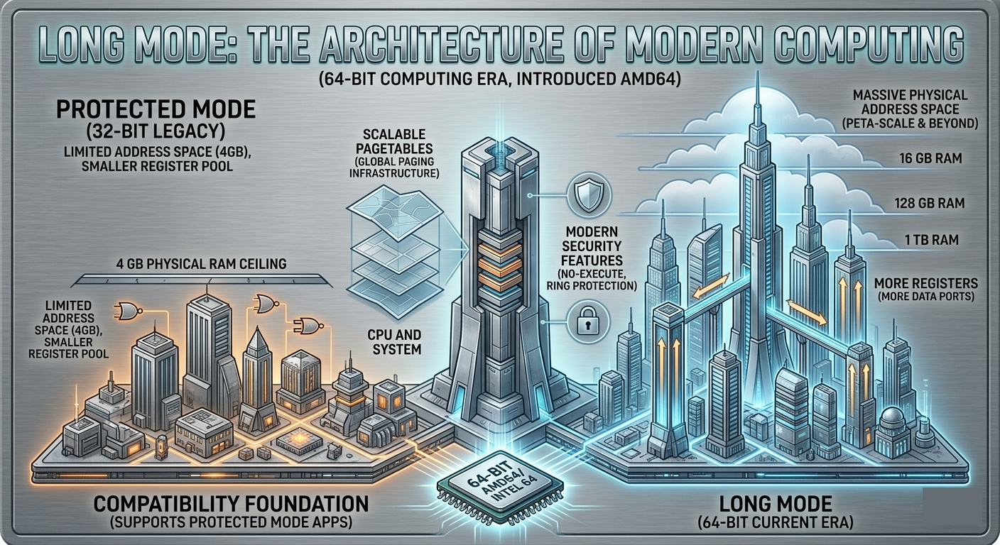 LONG MODE: THE ARCHITECTURE OF MODERN COMPUTING
(64-BIT COMPUTING ERA, INTRODUCED AMD64)
PROTECTED MODE
(32-BIT LEGACY)
LIMITED ADDRESS SPACE (4GB),
SMALLER REGISTER POOL
4 GB PHYSICAL RAM CEILING
LIMITED
ADDRESS
SPACE (4GB),
SMALLER
REGISTER POOL
SCALABLE
PAGETABLES
(GLOBAL PAGING
INFRASTRUCTURE)
CPU AND
SYSTEM
MODERN
SECURITY
FEATURES
(NO-EXECUTE,
RING PROTECTION)
MASSIVE PHYSICAL
ADDRESS SPACE
(PETA-SCALE & BEYOND)
16 GB RAM
128 GB RAM
1 TB RAM
MORE REGISTERS
(MORE DATA PORTS)
64-BIT
AMD64/
INTEL 64
COMPATIBILITY FOUNDATION
(SUPPORTS PROTECTED MODE APPS)
LONG MODE
(64-BIT CURRENT ERA)